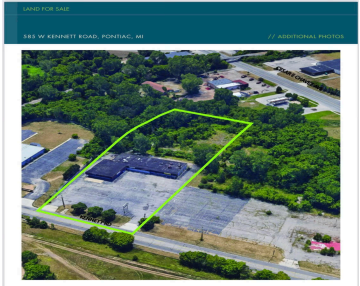 LAND FOR SALE
585 W KENNETT ROAD, PONTIAC, MI
// ADDITIONAL PHOTOS